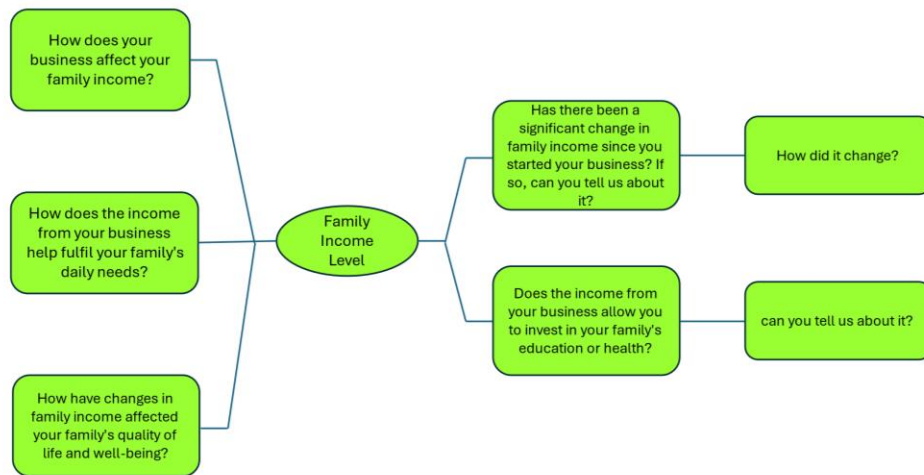 How does your
business affect your
family income?
How does the income
from your business
help fulfil your family's
daily needs?
How have changes in
family income affected
your family's quality of
life and well-being?
Family
Income
Level
Has there been a
significant change in
family income since you
started your business? If
so, can you tell us about
it?
How did it change?
Does the income from
your business allow you
to invest in your family's
education or health?
can you tell us about it?